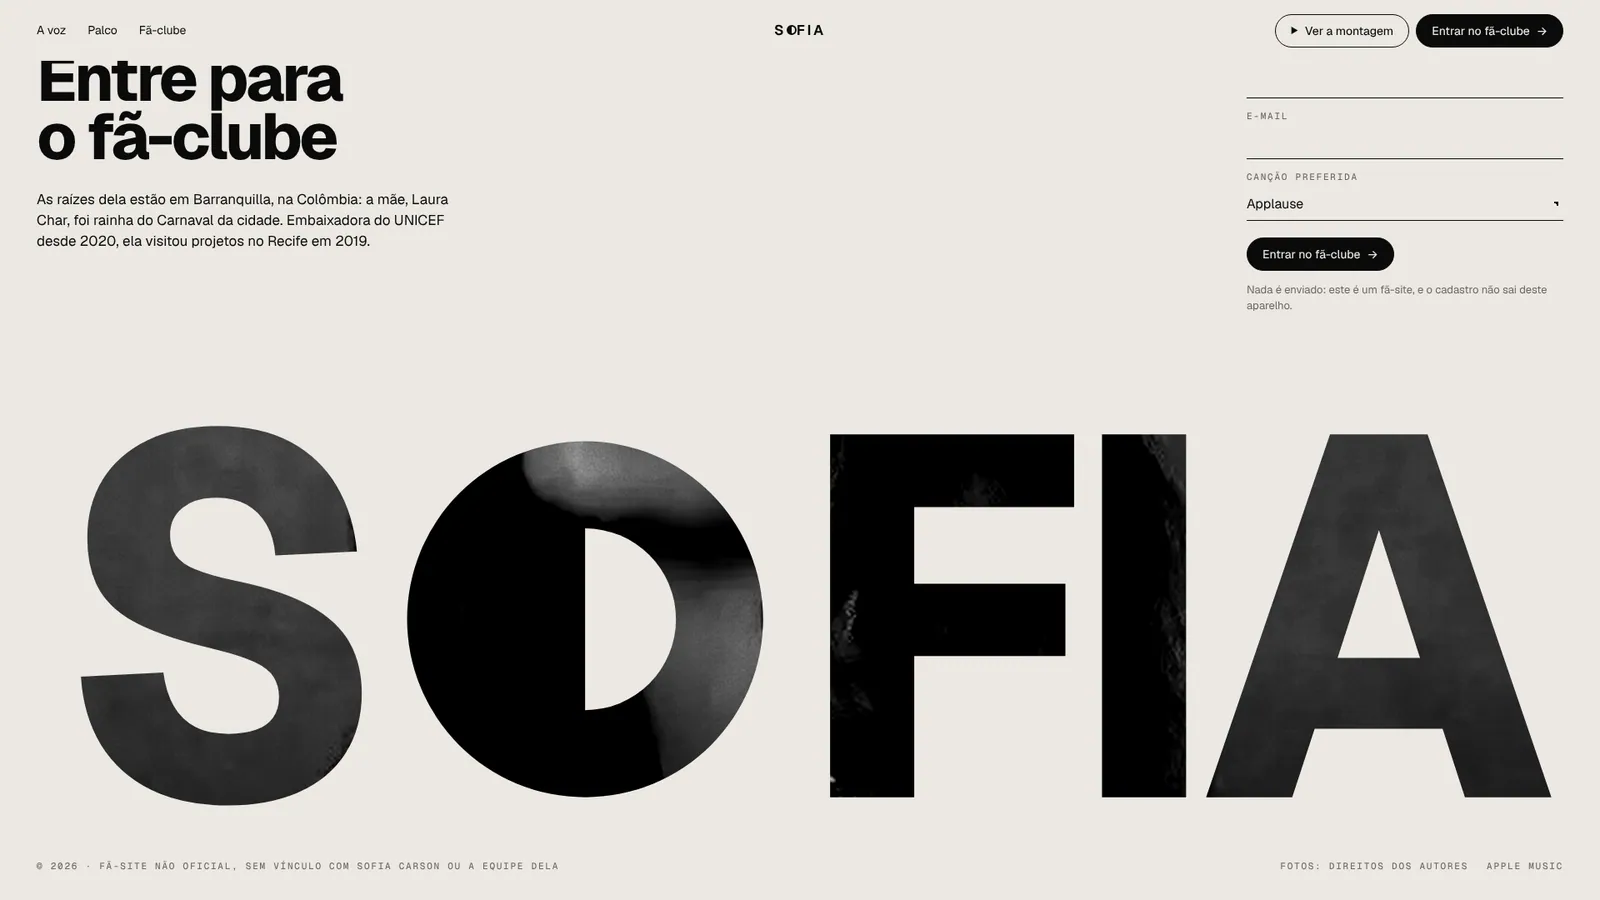 A voz
Palco
Fã-clube
SOFIA
Ver a montagem
Entrar no fã-clube →
Entre para
o fã-clube
As raízes dela estão em Barranquilla, na Colômbia: a mãe, Laura
Char, foi rainha do Carnaval da cidade. Embaixadora do UNICEF
desde 2020, ela visitou projetos no Recife em 2019.
E-MAIL
CANÇÃO PREFERIDA
Applause
Entrar no fã-clube →
Nada é enviado: este é um fã-site, e o cadastro não sai deste
aparelho.
SOFIA
© 2026 · FÃ-SITE NÃO OFICIAL, SEM VÍNCULO COM SOFIA CARSON OU A EQUIPE DELA
FOTOS: DIREITOS DOS AUTORES
APPLE MUSIC